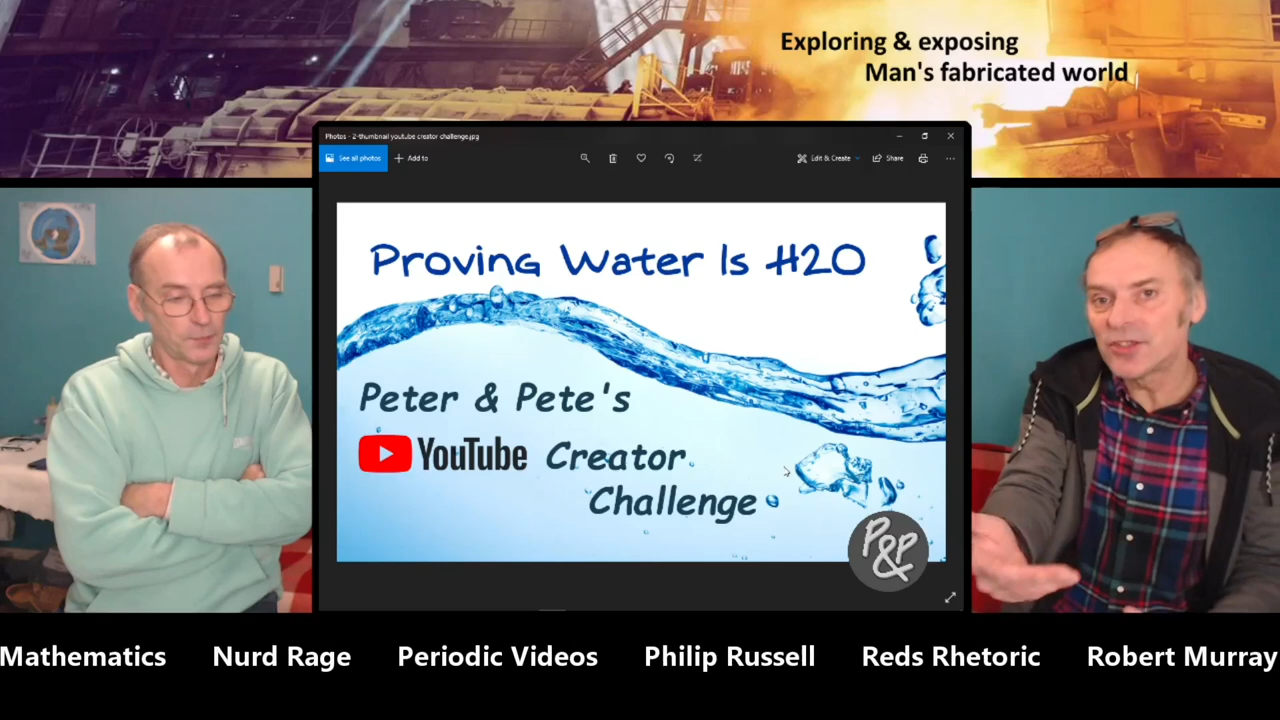 Exploring & exposing
Man's fabricated world
Photos - 2-thumbnail youtube creator challenge.jpg
See all photos
Add to
Edit & Create
Share
Proving Water Is H2O
Peter & Pete's
YouTube Creator
Challenge
P&P
Mathematics Nurd Rage Periodic Videos Philip Russell Reds Rhetoric Robert Murray